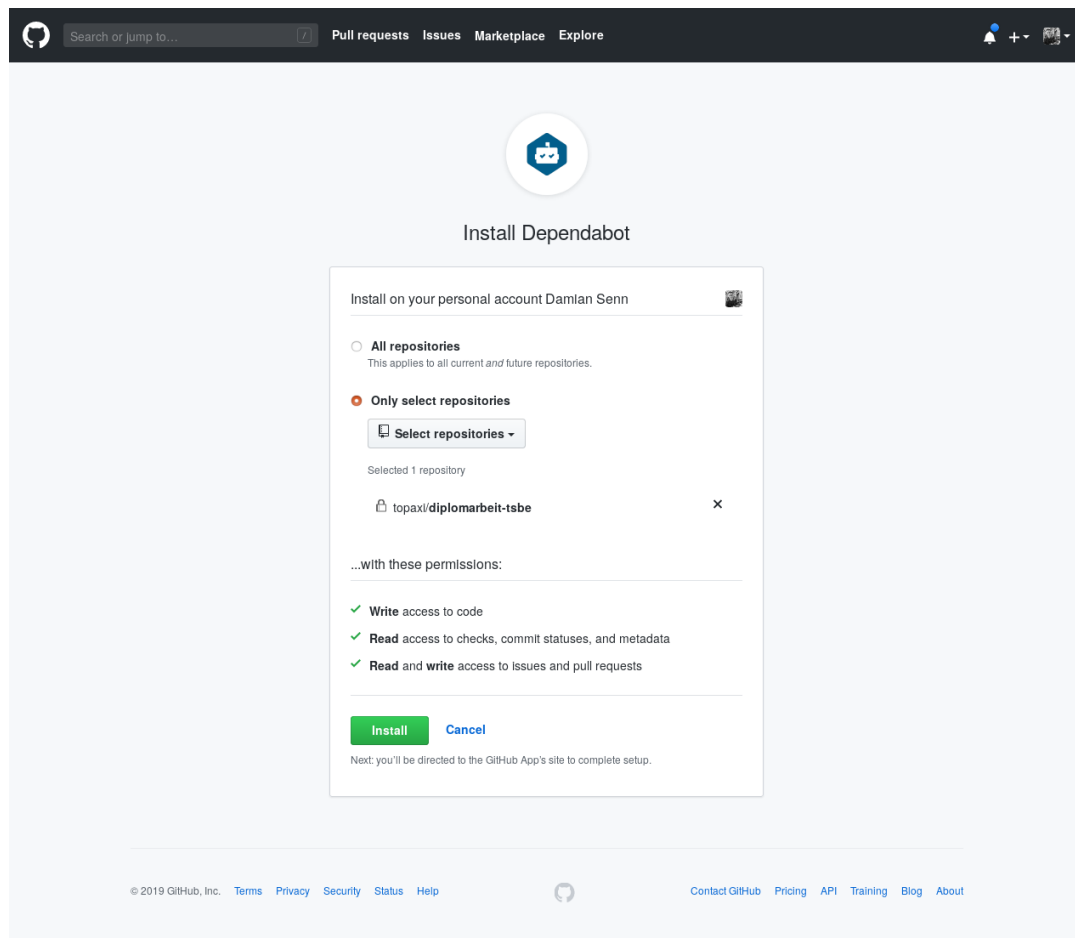 Search or jump to… / Pull requests Issues Marketplace Explore
Install Dependabot
Install on your personal account Damian Senn
All repositories
This applies to all current and future repositories.
Only select repositories
Select repositories
Selected 1 repository
topaxi/diplomarbeit-tsbe
...with these permissions:
Write access to code
Read access to checks, commit statuses, and metadata
Read and write access to issues and pull requests
Install Cancel
Next: you'll be directed to the GitHub App's site to complete setup.
© 2019 GitHub, Inc. Terms Privacy Security Status Help Contact GitHub Pricing API Training Blog About